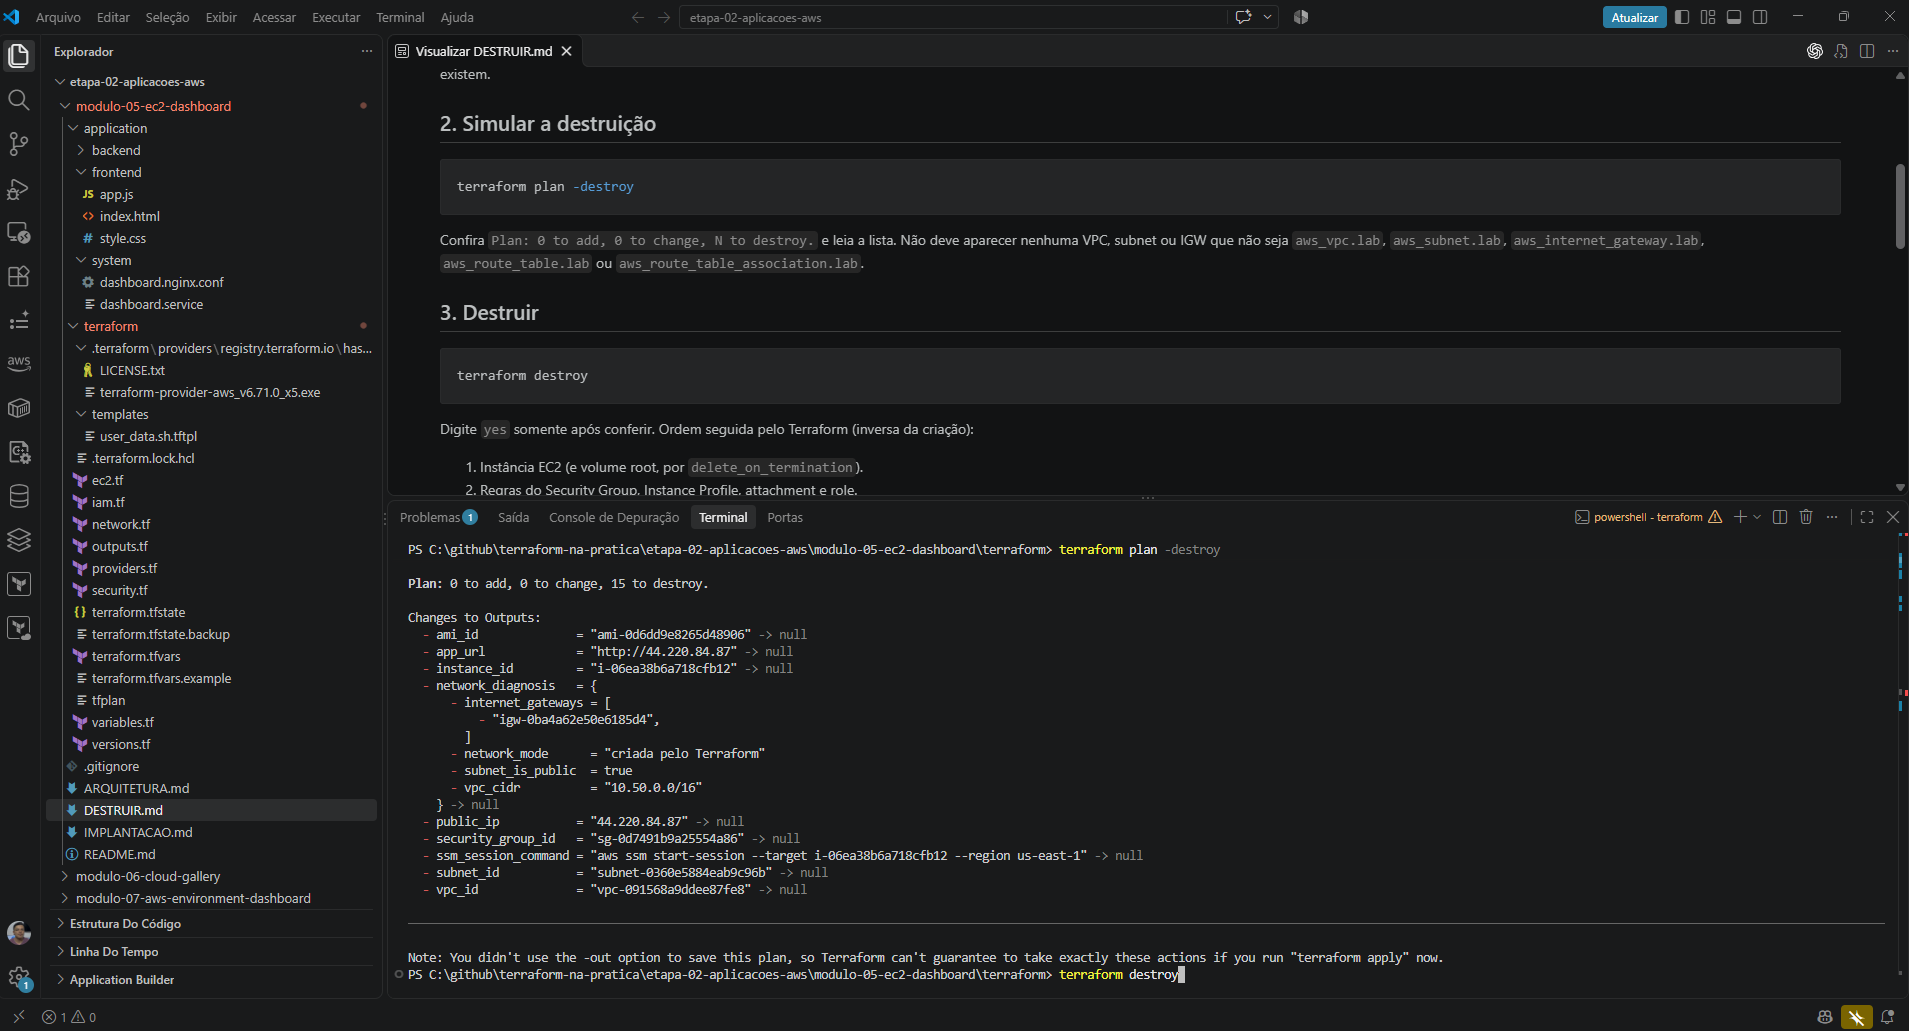 Arquivo Editar Seleção Exibir Acessar Executar Terminal Ajuda
etapa-02-aplicacoes-aws
Atualizar
Explorador
etapa-02-aplicacoes-aws
modulo-05-ec2-dashboard
application
backend
frontend
JS app.js
<> index.html
# style.css
system
dashboard.nginx.conf
dashboard.service
terraform
.terraform\providers\registry.terraform.io\has...
LICENSE.txt
terraform-provider-aws_v6.71.0_x5.exe
templates
user_data.sh.tftpl
.terraform.lock.hcl
ec2.tf
iam.tf
network.tf
outputs.tf
providers.tf
security.tf
{} terraform.tfstate
terraform.tfstate.backup
terraform.tfvars
terraform.tfvars.example
tfplan
variables.tf
versions.tf
.gitignore
ARQUITETURA.md
DESTRUIR.md
IMPLANTACAO.md
README.md
modulo-06-cloud-gallery
modulo-07-aws-environment-dashboard
Estrutura Do Código
Linha Do Tempo
Application Builder
aws
1
Visualizar DESTRUIR.md
existem.
2. Simular a destruição
terraform plan -destroy
Confira Plan: 0 to add, 0 to change, N to destroy. e leia a lista. Não deve aparecer nenhuma VPC, subnet ou IGW que não seja aws_vpc.lab, aws_subnet.lab, aws_internet_gateway.lab,
aws_route_table.lab ou aws_route_table_association.lab.
3. Destruir
terraform destroy
Digite yes somente após conferir. Ordem seguida pelo Terraform (inversa da criação):
1. Instância EC2 (e volume root, por delete_on_termination).
2. Regras do Security Group, Instance Profile, attachment e role.
Problemas 1 Saída Console de Depuração Terminal Portas
powershell - terraform
PS C:\github\terraform-na-pratica\etapa-02-aplicacoes-aws\modulo-05-ec2-dashboard\terraform> terraform plan -destroy
Plan: 0 to add, 0 to change, 15 to destroy.
Changes to Outputs:
- ami_id = "ami-0d6dd9e8265d48906" -> null
- app_url = "http://44.220.84.87" -> null
- instance_id = "i-06ea38b6a718cfb12" -> null
- network_diagnosis = {
- internet_gateways = [
- "igw-0ba4a62e50e6185d4",
]
- network_mode = "criada pelo Terraform"
- subnet_is_public = true
- vpc_cidr = "10.50.0.0/16"
} -> null
- public_ip = "44.220.84.87" -> null
- security_group_id = "sg-0d7491b9a25554a86" -> null
- ssm_session_command = "aws ssm start-session --target i-06ea38b6a718cfb12 --region us-east-1" -> null
- subnet_id = "subnet-0360e5884eab9c96b" -> null
- vpc_id = "vpc-091568a9ddee87fe8" -> null
Note: You didn't use the -out option to save this plan, so Terraform can't guarantee to take exactly these actions if you run "terraform apply" now.
PS C:\github\terraform-na-pratica\etapa-02-aplicacoes-aws\modulo-05-ec2-dashboard\terraform> terraform destroy
1 0